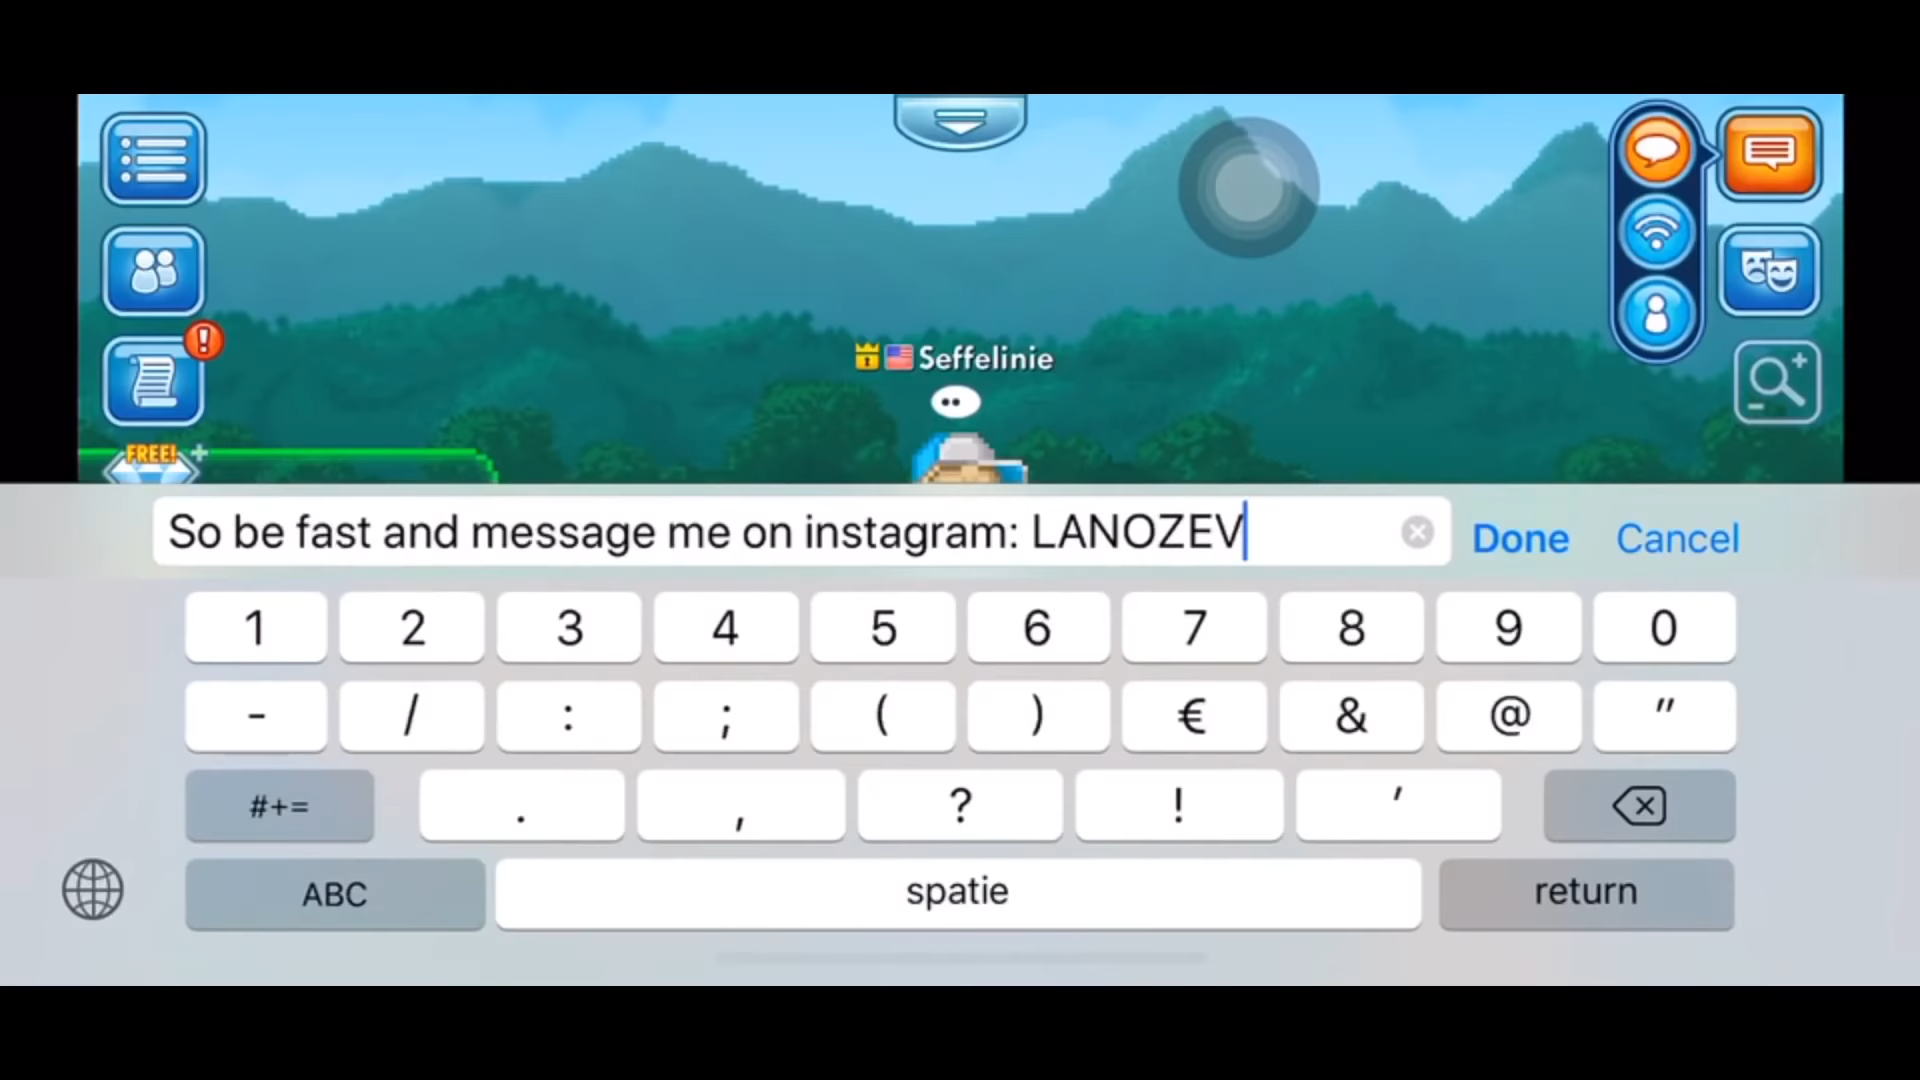 Seffelinie
FREE!
So be fast and message me on instagram: LANOZEV
Done
Cancel
1 2 3 4 5 6 7 8 9 0
- / : ; ( ) € & @ "
#+= . , ? ! '
ABC spatie return